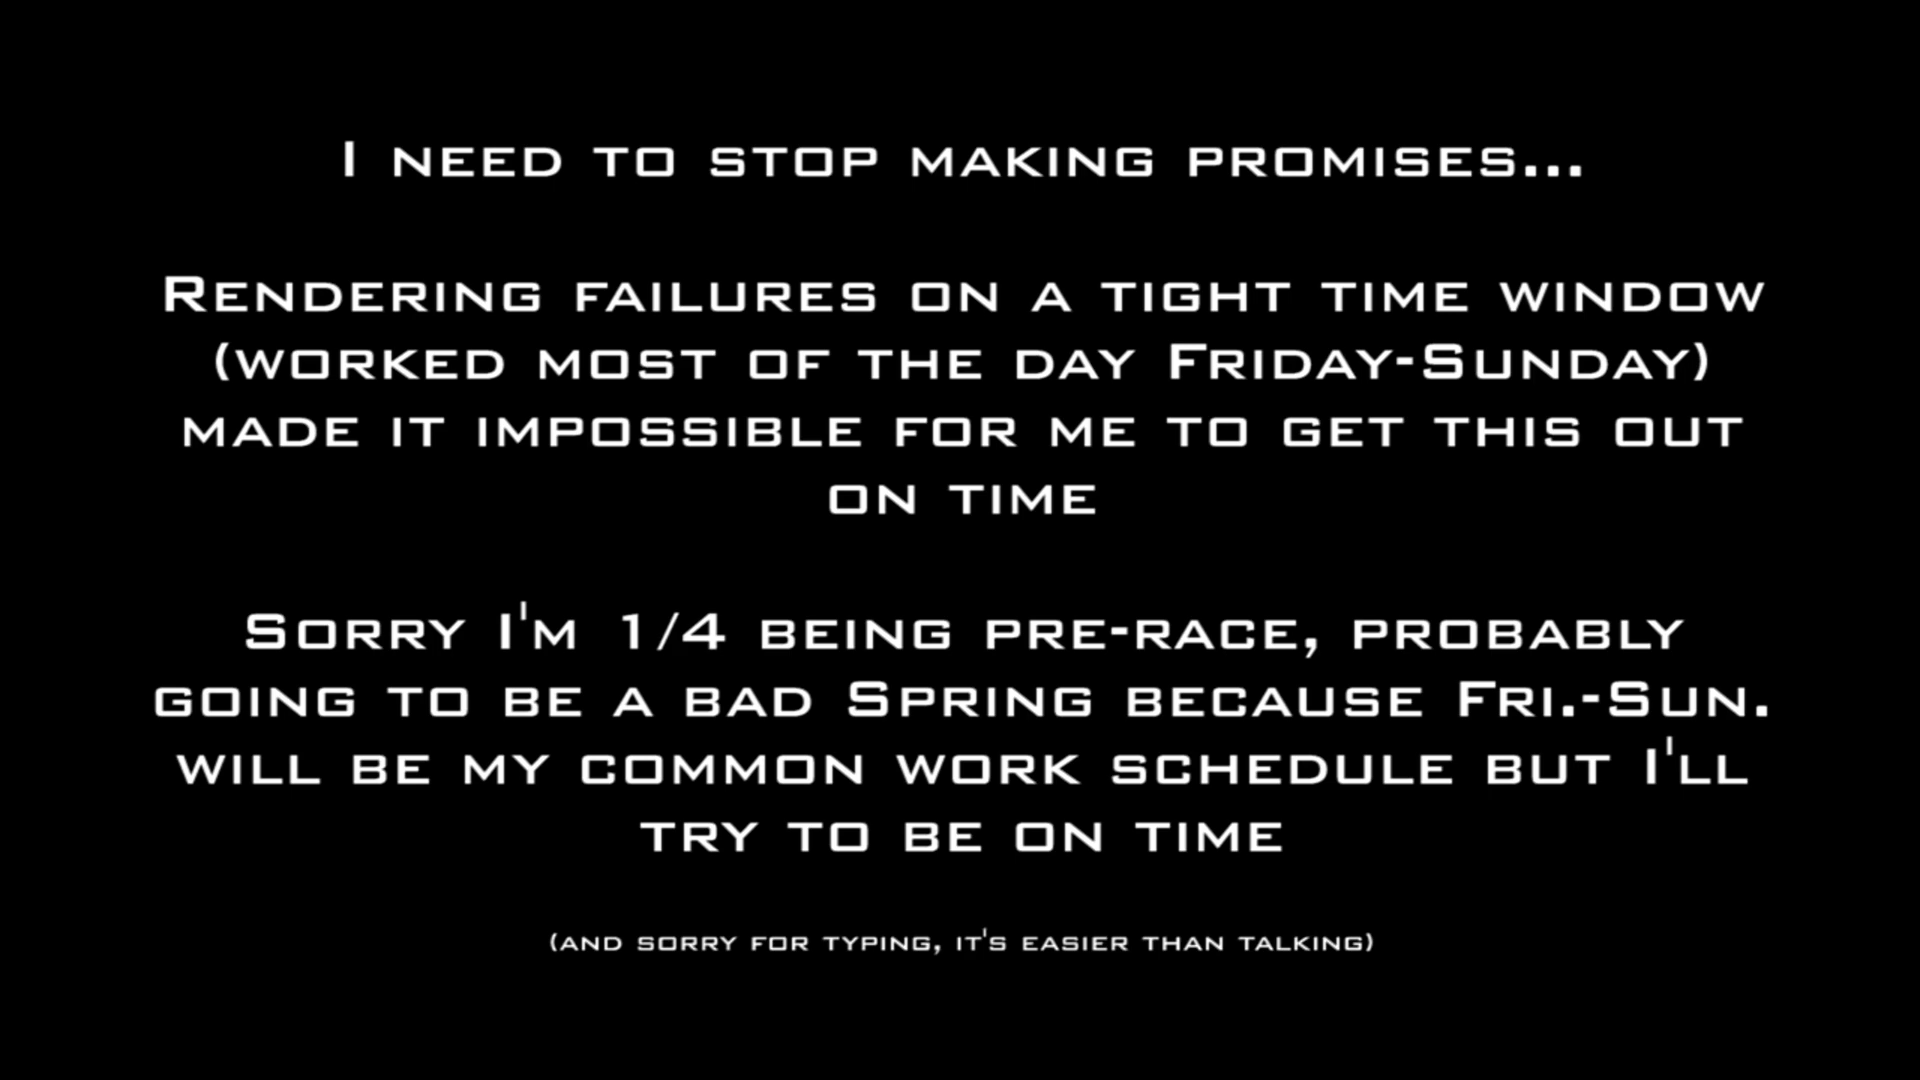 I need to stop making promises...
Rendering failures on a tight time window
(worked most of the day Friday-Sunday)
made it impossible for me to get this out
on time
Sorry I'm 1/4 being pre-race, probably
going to be a bad Spring because Fri.-Sun.
will be my common work schedule but I'll
try to be on time
(and sorry for typing, it's easier than talking)